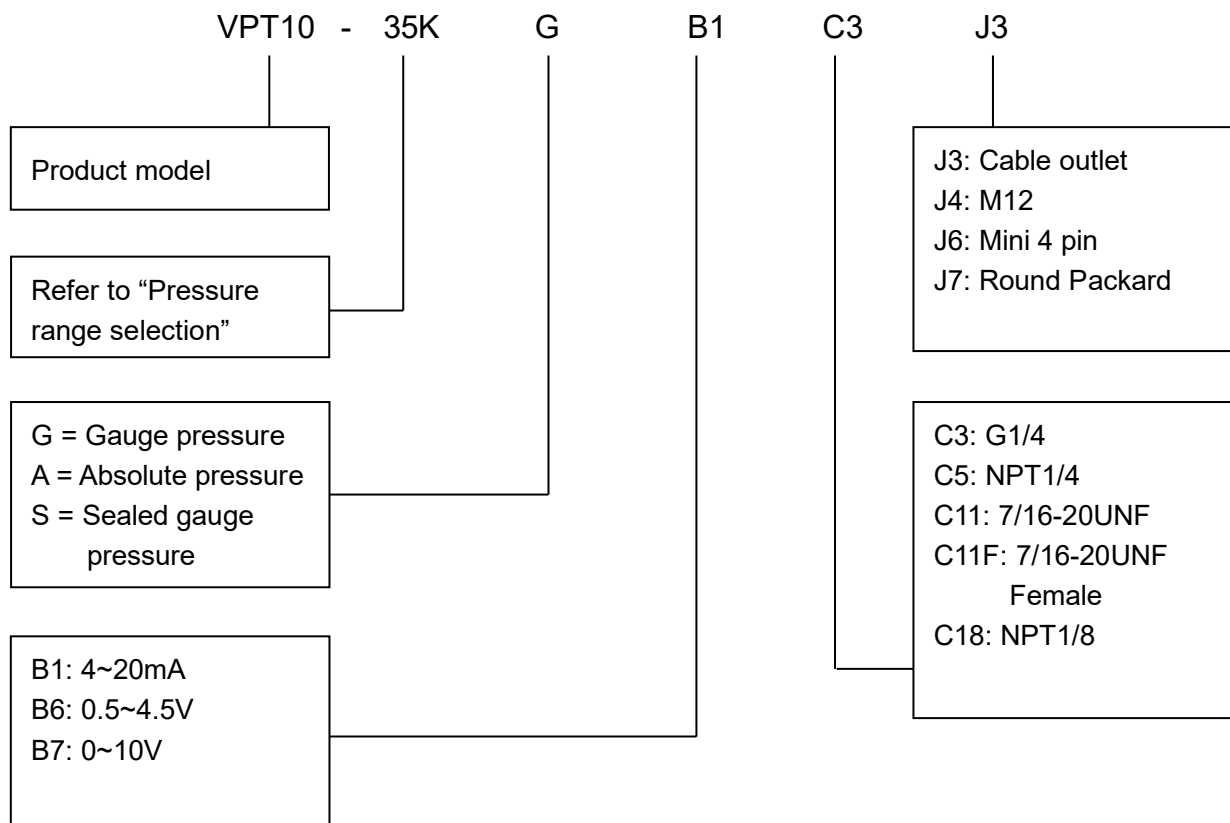 VPT10 - 35K G B1 C3 J3
Product model
Refer to “Pressure
range selection”
G = Gauge pressure
A = Absolute pressure
S = Sealed gauge
pressure
B1: 4~20mA
B6: 0.5~4.5V
B7: 0~10V
J3: Cable outlet
J4: M12
J6: Mini 4 pin
J7: Round Packard
C3: G1/4
C5: NPT1/4
C11: 7/16-20UNF
C11F: 7/16-20UNF
Female
C18: NPT1/8